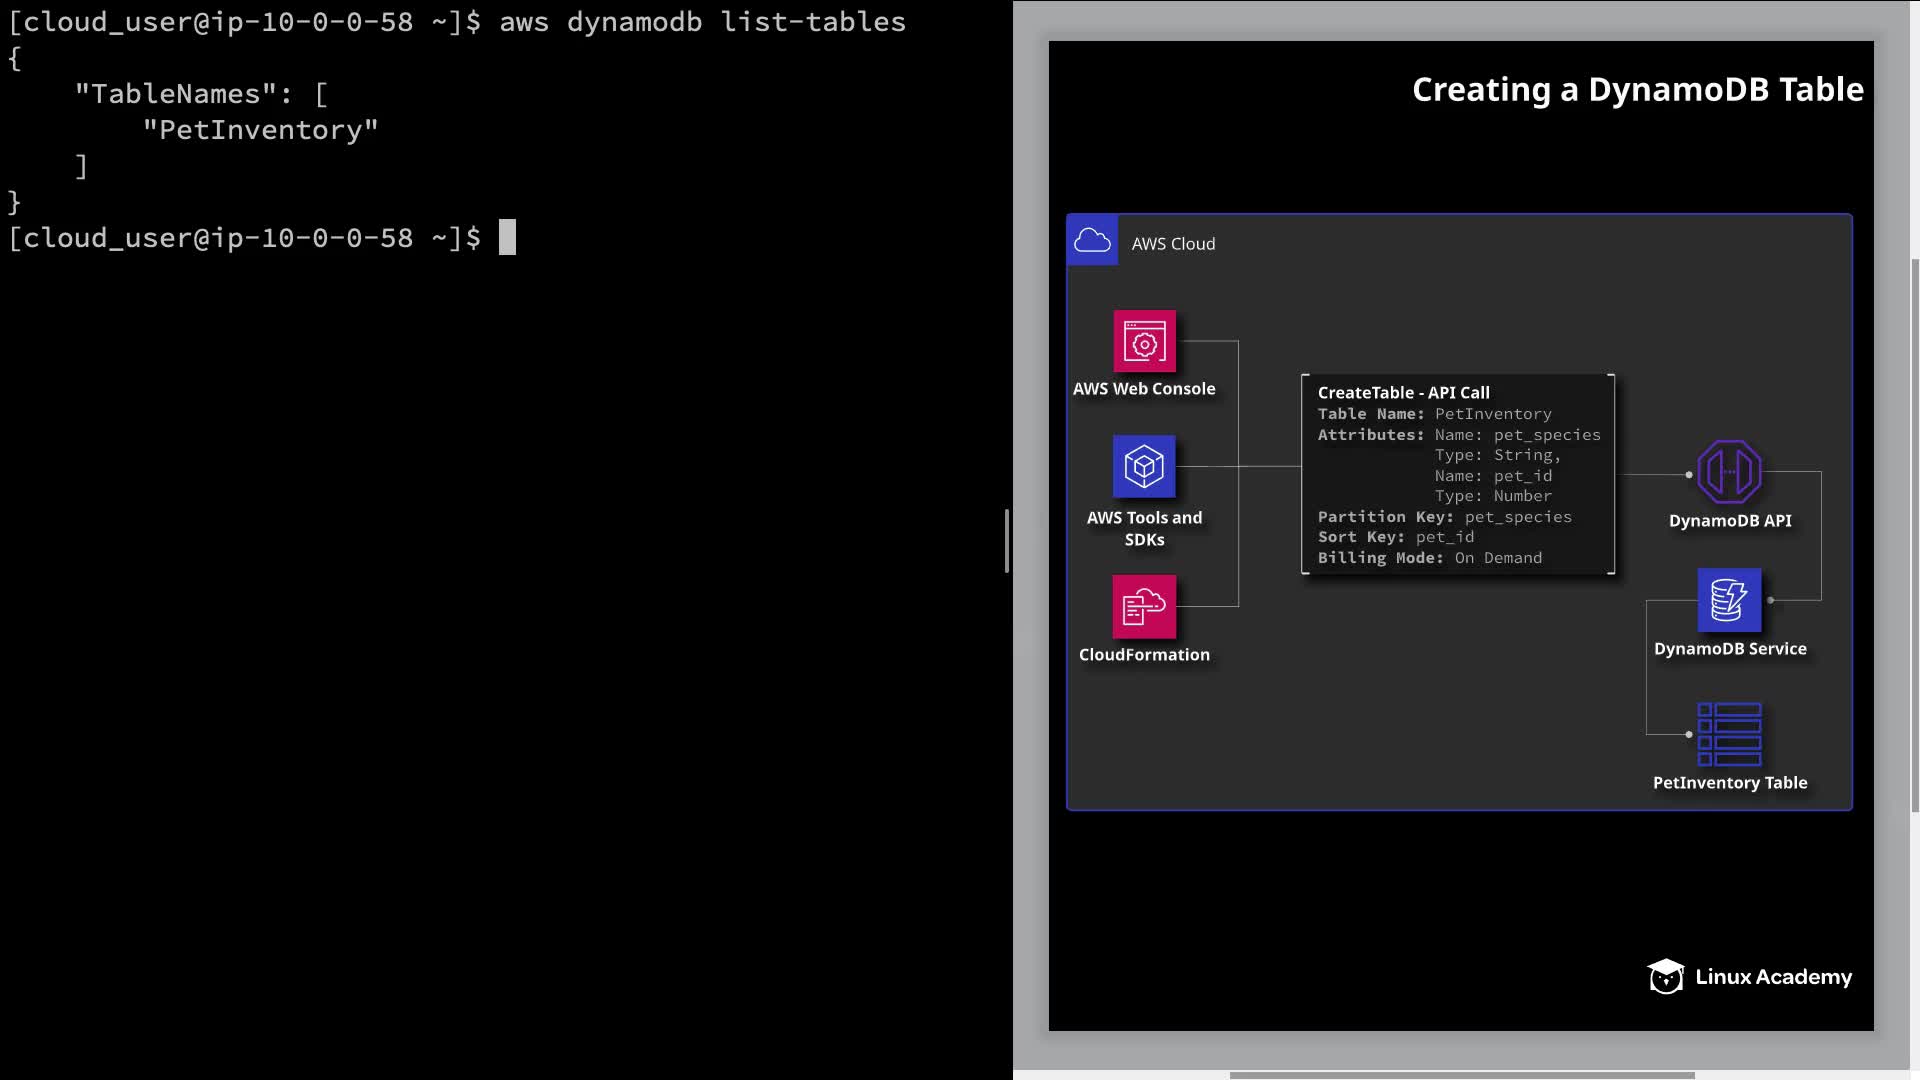 [cloud_user@ip-10-0-0-58 ~]$ aws dynamodb list-tables
{
    "TableNames": [
        "PetInventory"
    ]
}
[cloud_user@ip-10-0-0-58 ~]$
Creating a DynamoDB Table
AWS Cloud
AWS Web Console
AWS Tools and
SDKs
CloudFormation
CreateTable - API Call
Table Name: PetInventory
Attributes: Name: pet_species
Type: String,
Name: pet_id
Type: Number
Partition Key: pet_species
Sort Key: pet_id
Billing Mode: On Demand
DynamoDB API
DynamoDB Service
PetInventory Table
Linux Academy